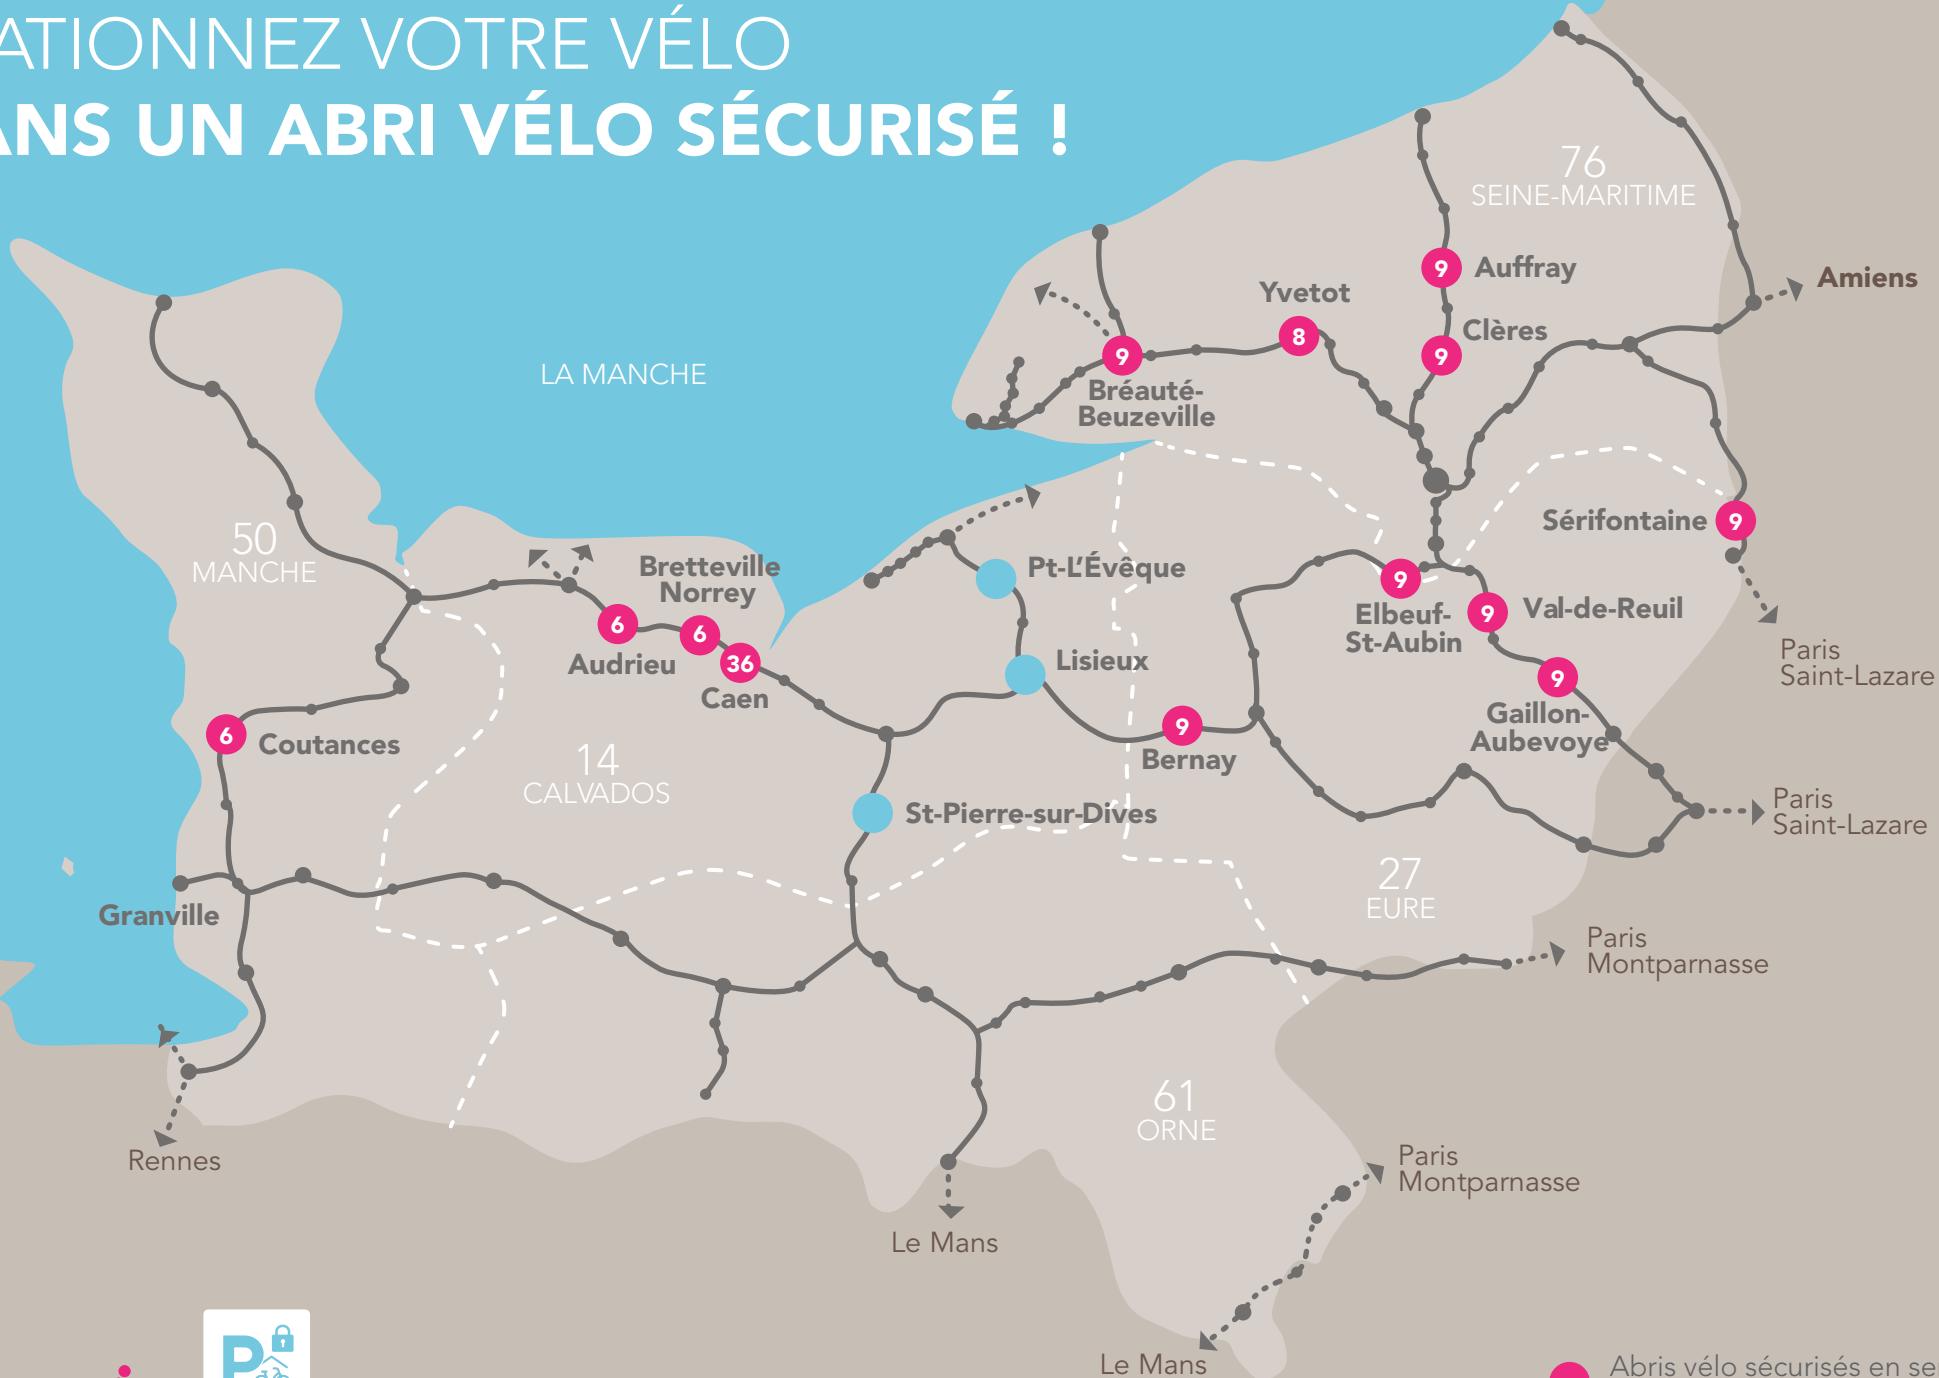 ATIONNEZ VOTRE VÉLO
ANS UN ABRI VÉLO SÉCURISÉ !
76
SEINE-MARITIME
9
Auffray
Amiens
Yvetot
8
Clères
9
LA MANCHE
9
Bréauté-
Beuzeville
50
MANCHE
Sérifontaine
9
Bretteville
Norrey
Pt-L'Évêque
9
Elbeuf-
St-Aubin
9
Val-de-Reuil
6
6
Audrieu
36
Caen
Lisieux
Paris
Saint-Lazare
9
Gaillon-
Aubevoye
6
Coutances
9
Bernay
14
CALVADOS
St-Pierre-sur-Dives
Paris
Saint-Lazare
27
EURE
Granville
Paris
Montparnasse
61
ORNE
Rennes
Paris
Montparnasse
Le Mans
Le Mans
P
Abris vélo sécurisés en se